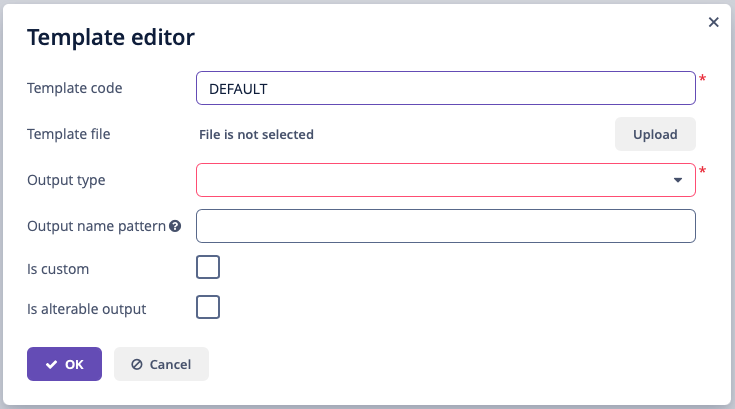 Template editor
Template code DEFAULT *
Template file File is not selected Upload
Output type *
Output name pattern ?
Is custom
Is alterable output
OK Cancel